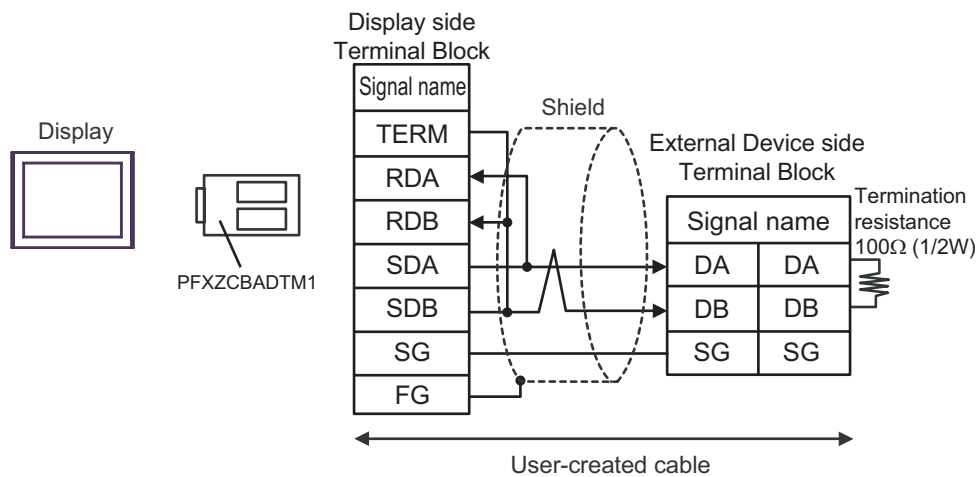 Display side
Terminal Block
Signal name
TERM
RDA
RDB
SDA
SDB
SG
FG
Display
PFXZCBADTM1
Shield
External Device side
Terminal Block
Signal name
DA DA
DB DB
SG SG
Termination
resistance
100Ω (1/2W)
User-created cable